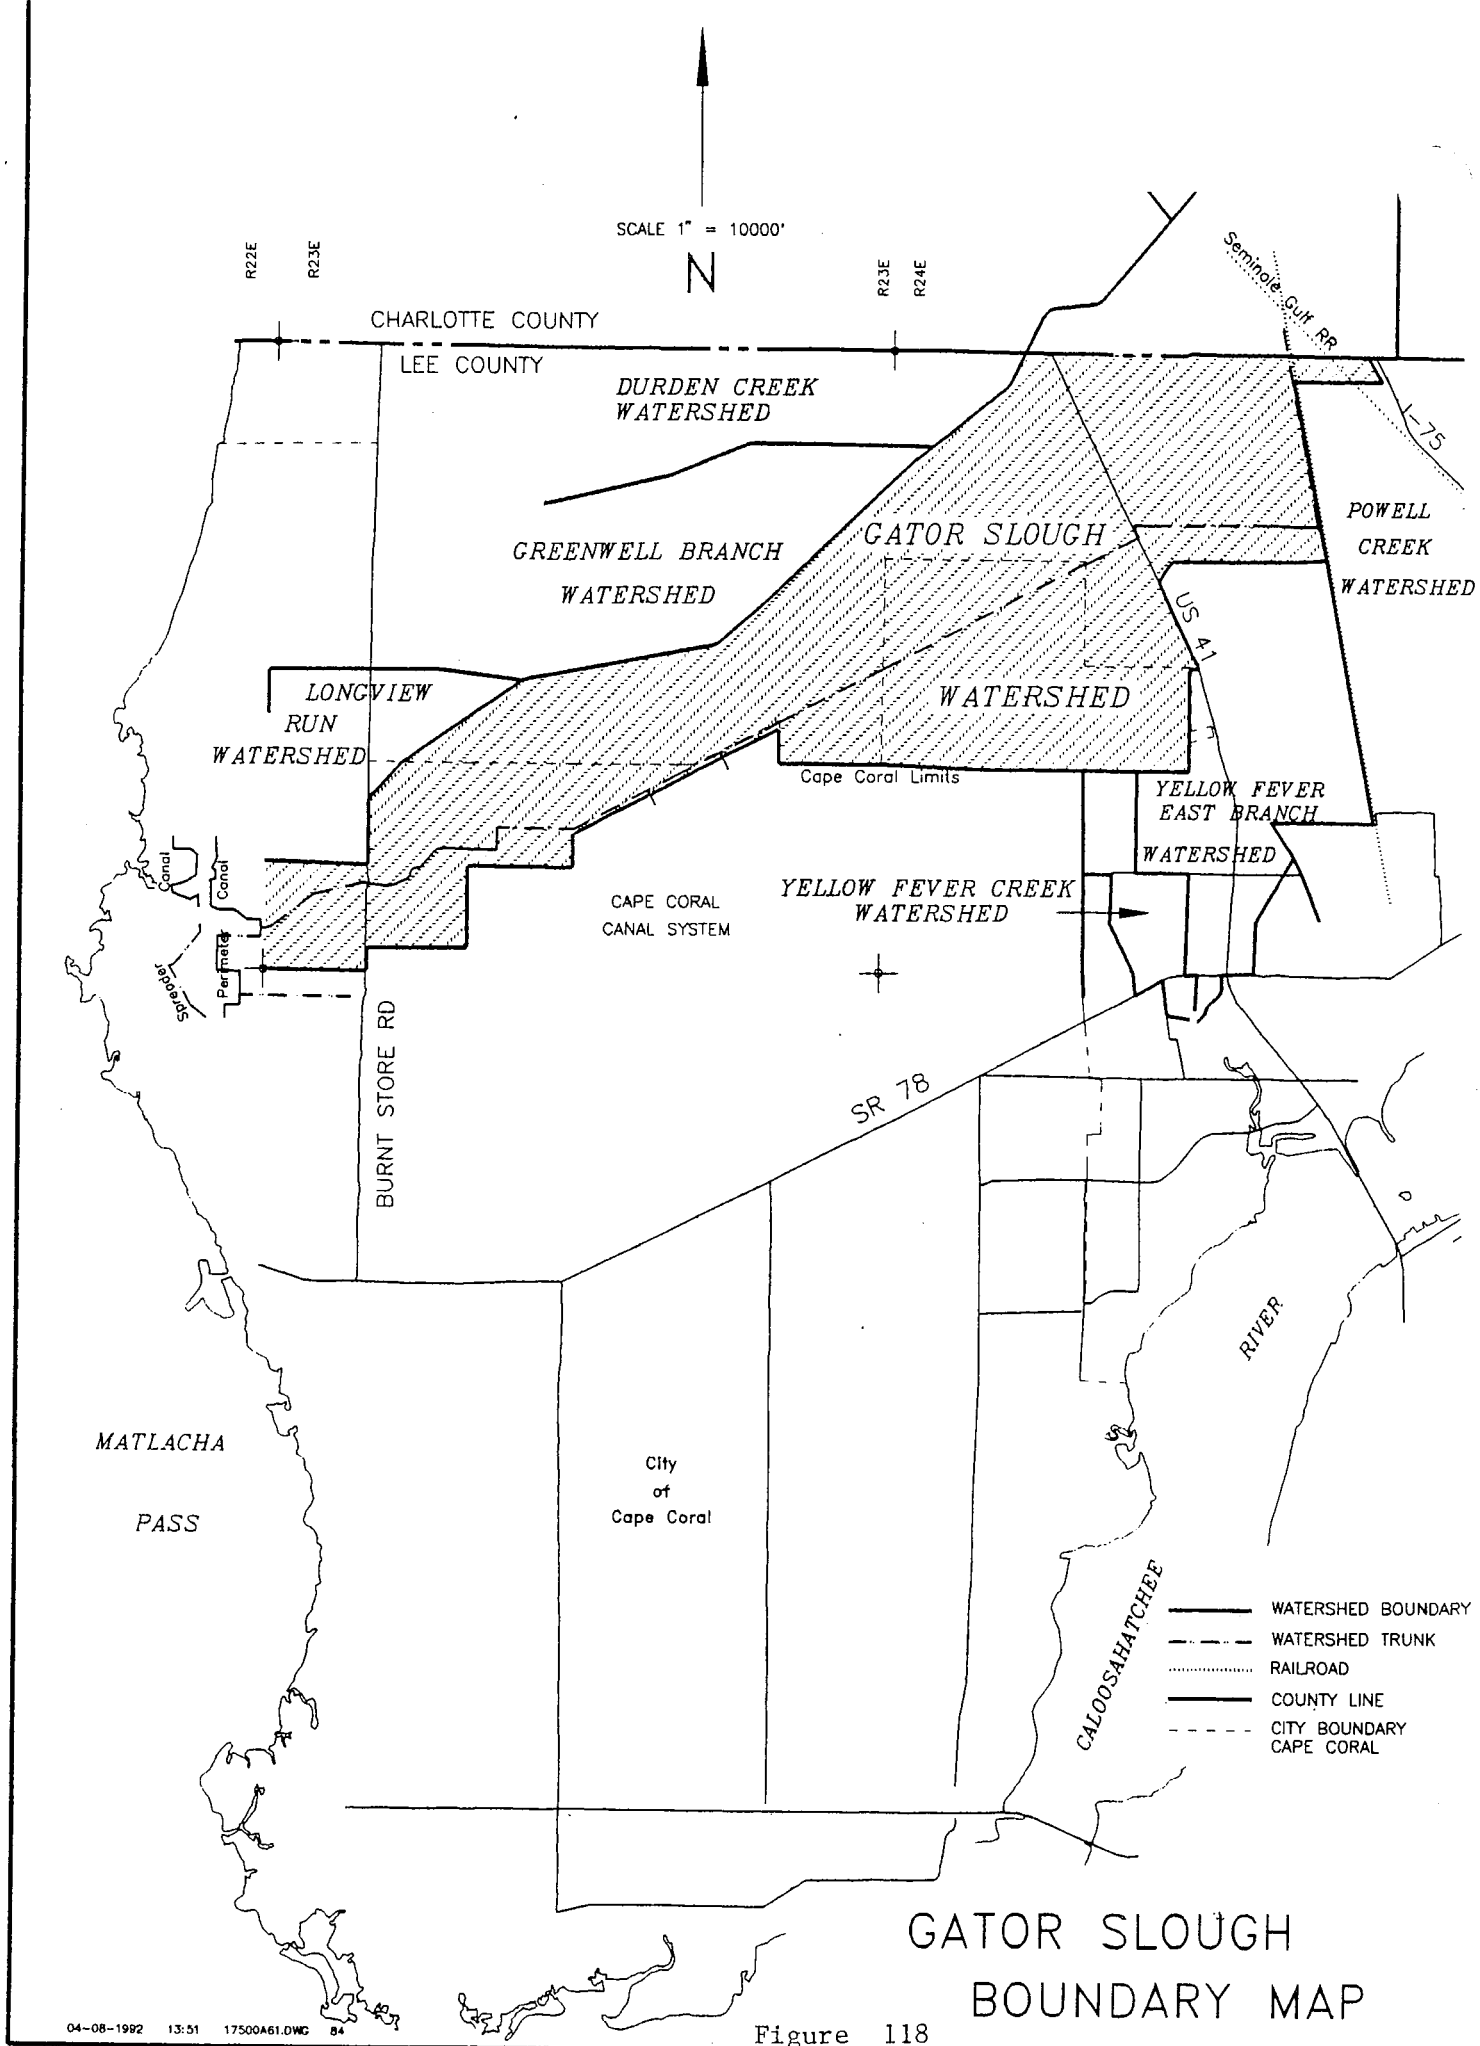 SCALE 1" = 10000'
N
R22E
R23E
R23E
R24E
Seminole Gulf RR
CHARLOTTE COUNTY
LEE COUNTY
DURDEN CREEK
WATERSHED
I-75
POWELL
CREEK
WATERSHED
GATOR SLOUGH
WATERSHED
GREENWELL BRANCH
WATERSHED
US 41
LONGVIEW
RUN
WATERSHED
Cape Coral Limits
YELLOW FEVER
EAST BRANCH
WATERSHED
Canal
Canal
YELLOW FEVER CREEK
WATERSHED
CAPE CORAL
CANAL SYSTEM
Spreader
Perimeter
BURNT STORE RD
SR 78
RIVER
MATLACHA
PASS
City
of
Cape Coral
CALOOSAHATCHEE
WATERSHED BOUNDARY
WATERSHED TRUNK
RAILROAD
COUNTY LINE
CITY BOUNDARY
CAPE CORAL
GATOR SLOUGH
BOUNDARY MAP
04-08-1992 13:51 17500A61.DWG 84
Figure 118